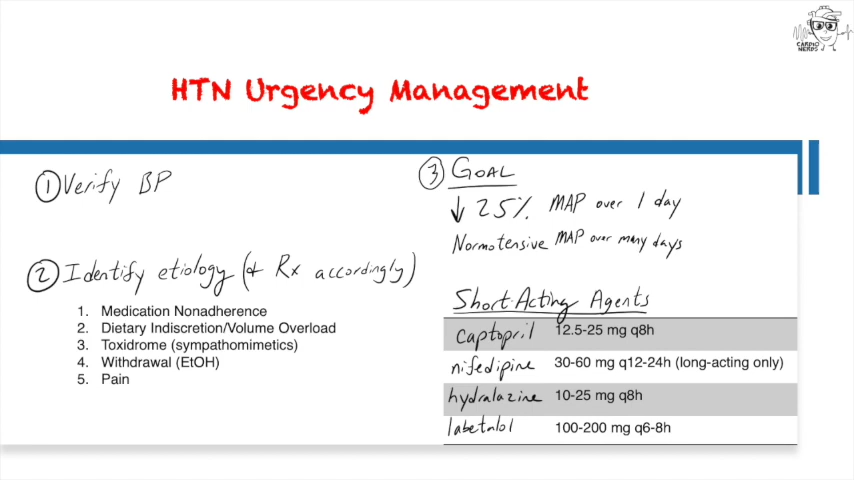 CARDIO
NERDS
HTN Urgency Management
① Verify BP
② Identify etiology (+ Rx accordingly)
1. Medication Nonadherence
2. Dietary Indiscretion/Volume Overload
3. Toxidrome (sympathomimetics)
4. Withdrawal (EtOH)
5. Pain
③ GOAL
↓ 25% MAP over 1 day
Normotensive MAP over many days
Short-Acting Agents
captopril 12.5-25 mg q8h
nifedipine 30-60 mg q12-24h (long-acting only)
hydralazine 10-25 mg q8h
labetalol 100-200 mg q6-8h